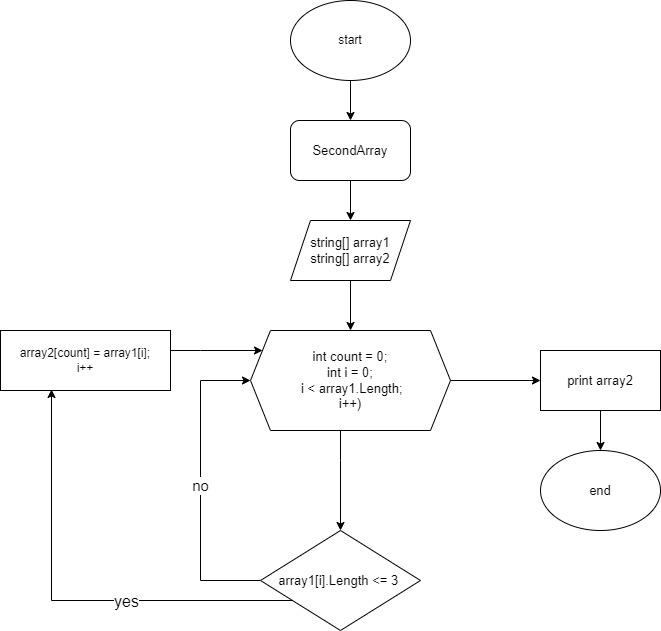 start
SecondArray
string[] array1
string[] array2
array2[count] = array1[i];
i++
int count = 0;
int i = 0;
i < array1.Length;
i++)
print array2
no
end
array1[i].Length <= 3
yes